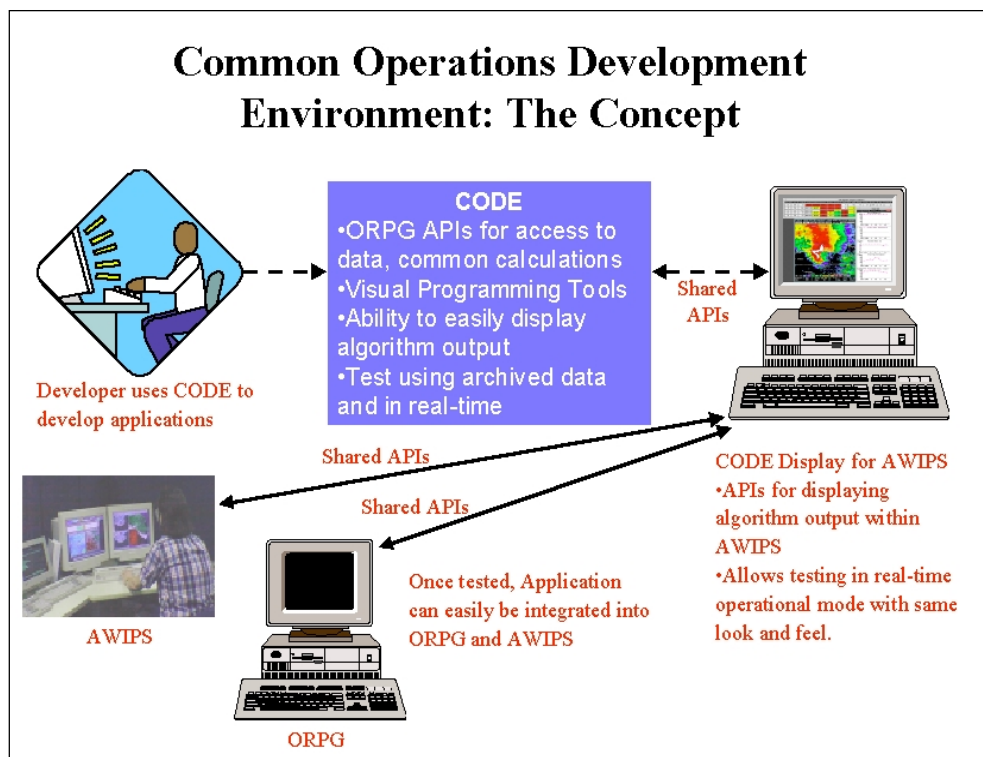 Common Operations Development
Environment: The Concept
CODE
•ORPG APIs for access to
data, common calculations
•Visual Programming Tools
•Ability to easily display
algorithm output
•Test using archived data
and in real-time
Shared
APIs
Developer uses CODE to
develop applications
Shared APIs
Shared APIs
CODE Display for AWIPS
•APIs for displaying
algorithm output within
AWIPS
•Allows testing in real-time
operational mode with same
look and feel.
Once tested, Application
can easily be integrated into
ORPG and AWIPS
AWIPS
ORPG